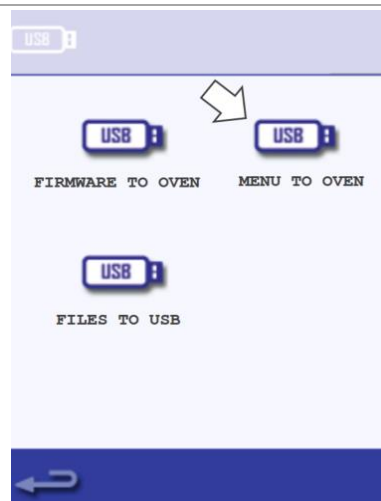 USB
USB USB
FIRMWARE TO OVEN MENU TO OVEN
USB
FILES TO USB